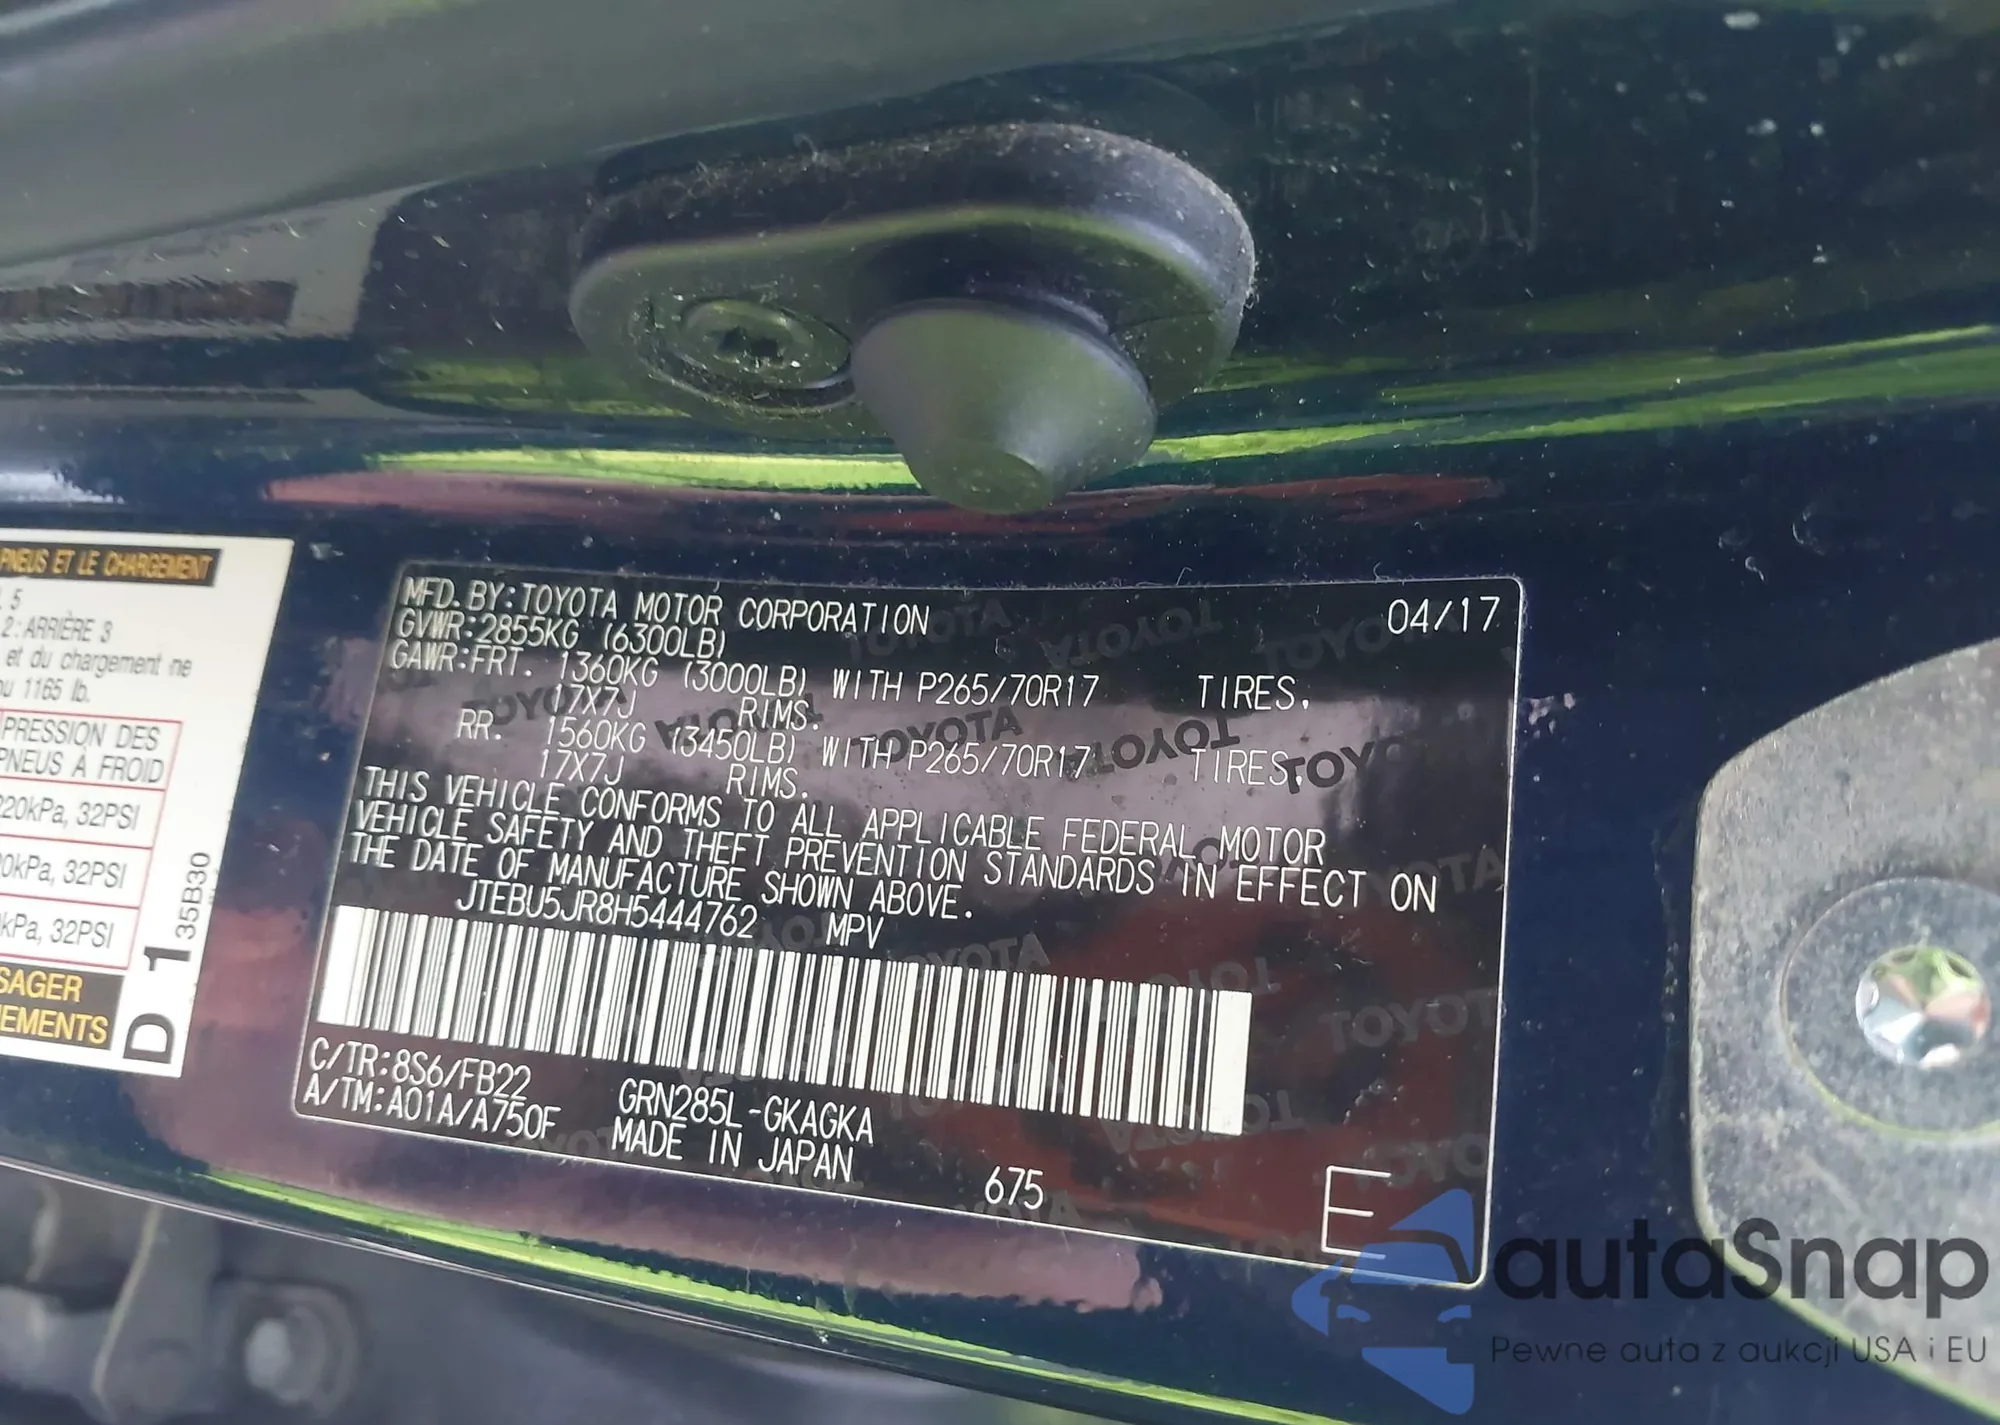 PNEUS ET LE CHARGEMENT
5
2: ARRIÈRE 3
et du chargement ne
1165 lb.
PRESSION DES
PNEUS À FROID
220kPa, 32PSI
kPa, 32PSI
kPa, 32PSI
D 1 35B30
MFD. BY: TOYOTA MOTOR CORPORATION 04/17
GVWR: 2855KG (6300LB)
GAWR: FRT. 1360KG (3000LB) WITH P265/70R17 TIRES,
17X7J RIMS.
RR. 1560KG (3450LB) WITH P265/70R17 TIRES,
17X7J RIMS.
THIS VEHICLE CONFORMS TO ALL APPLICABLE FEDERAL MOTOR
VEHICLE SAFETY AND THEFT PREVENTION STANDARDS IN EFFECT ON
THE DATE OF MANUFACTURE SHOWN ABOVE.
JTEBU5JR8H5444762 MPV
C/TR: 8S6/FB22 GRN285L-GKAGKA
A/TM: A01A/A750F MADE IN JAPAN
675
E
autaSnap
Pewne auta z aukcji USA i EU